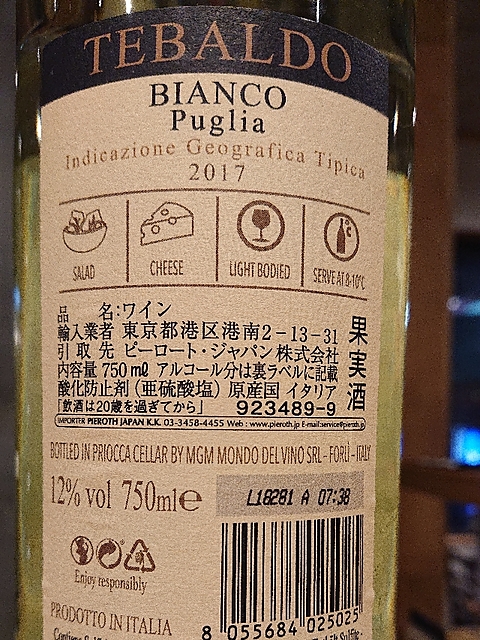 TEBALDO
BIANCO
Puglia
Indicazione Geografica Tipica
2017
SALAD
CHEESE
LIGHT BODIED
SERVE AT 8-10°C
品 名:ワイン
輸入業者 東京都港区港南2-13-31
引取先 ピーロート・ジャパン株式会社
内容量 750㎖ アルコール分は裏ラベルに記載
酸化防止剤(亜硫酸塩) 原産国 イタリア
「飲酒は20歳を過ぎてから」 923489-9
果実酒
IMPORTER PIEROTH JAPAN K.K. 03-3458-4455 Web : www.pieroth.jp E-mail:service@pieroth.jp
BOTTLED IN PRIOCCA CELLAR BY MGM MONDO DEL VINO SRL - FORLÌ - ITALY
12% vol 750ml e
L18281 A 07:38
Enjoy responsibly
PRODOTTO IN ITALIA
8 055684 025025